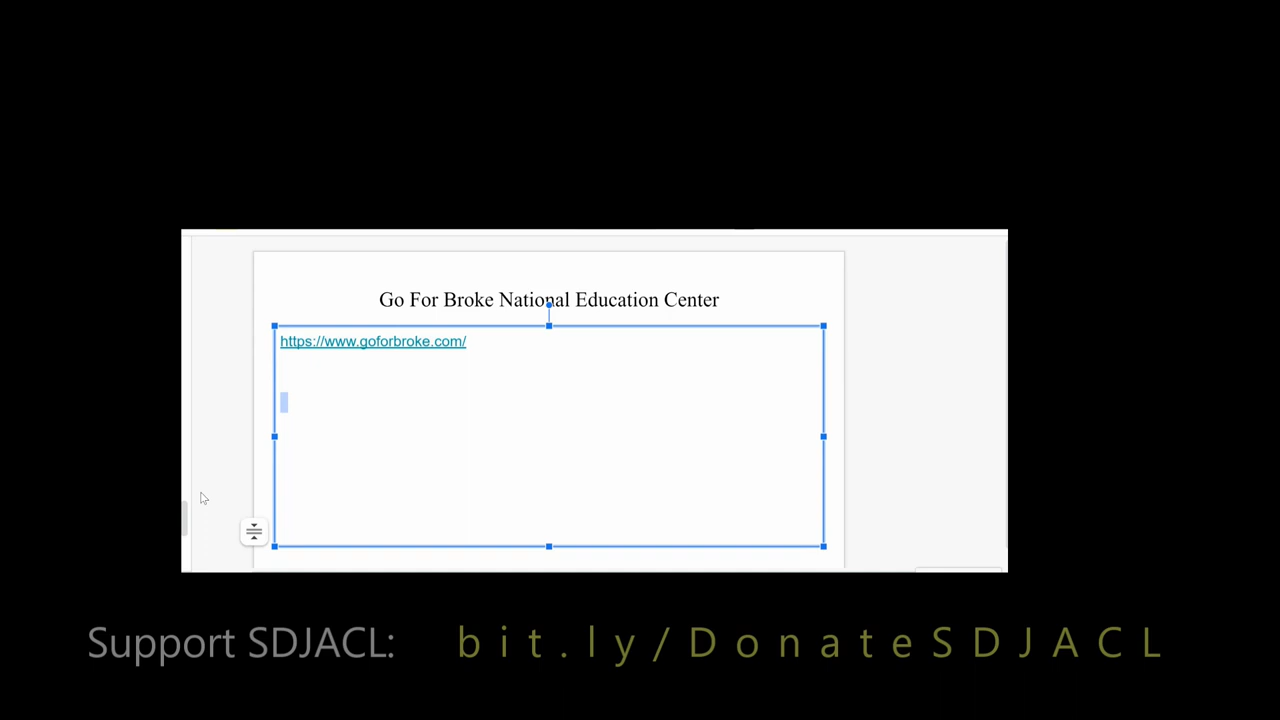 Go For Broke National Education Center
https://www.goforbroke.com/
Support SDJACL: bit.ly/DonateSDJACL